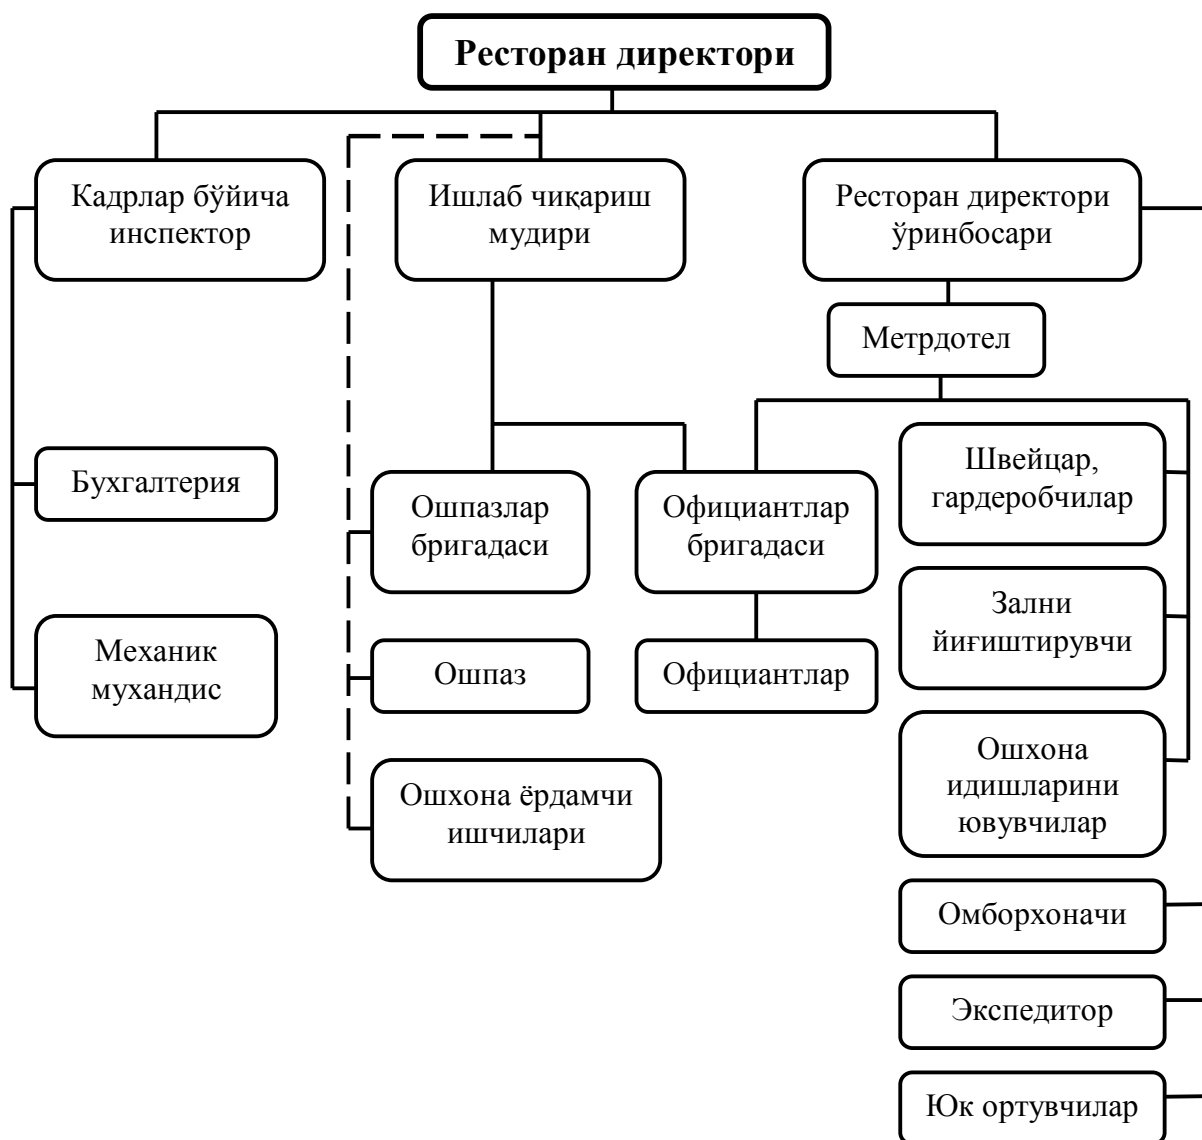 Ресторан директори
Кадрлар бўйича
инспектор
Ишлаб чиқариш
мудири
Ресторан директори
ўринбосари
Метрдотел
Бухгалтерия
Механик
мухандис
Ошпазлар
бригадаси
Ошпаз
Ошхона ёрдамчи
ишчилари
Официантлар
бригадаси
Официантлар
Швейцар,
гардеробчилар
Зални
йиғиштирувчи
Ошхона
идишларини
ювувчилар
Омборхоначи
Экспедитор
Юк ортувчилар